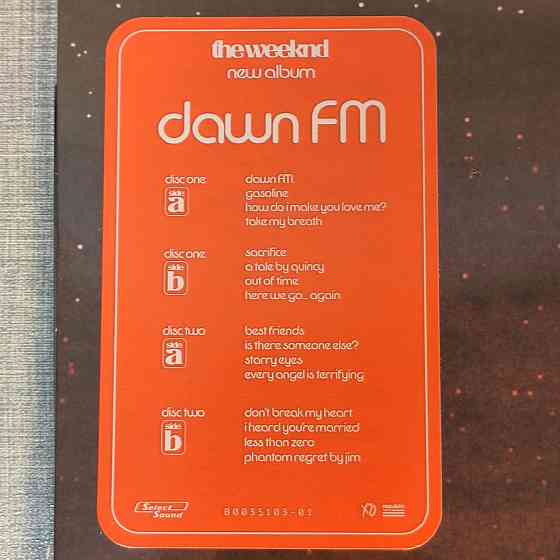 the weeknd
new album
dawn FM
disc one
side
a
dawn FM
gasoline
how do i make you love me?
take my breath
disc one
side
b
sacrifice
a tale by quincy
out of time
here we go... again
disc two
side
a
best friends
is there someone else?
starry eyes
every angel is terrifying
disc two
side
b
don't break my heart
i heard you're married
less than zero
phantom regret by jim
Select
Sound
B0035103-01
XO
republic